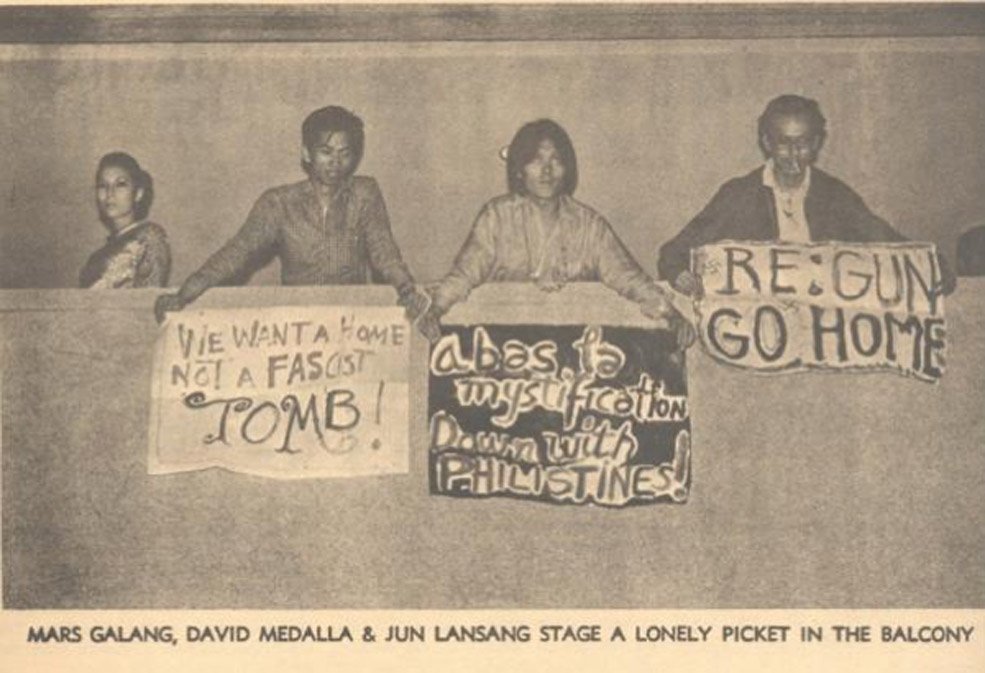 WE WANT A HOME
NOT A FASCIST
TOMB!
abas la
mystification
Down with
PHILISTINES!
RE:GUN
GO HOME
MARS GALANG, DAVID MEDALLA & JUN LANSANG STAGE A LONELY PICKET IN THE BALCONY